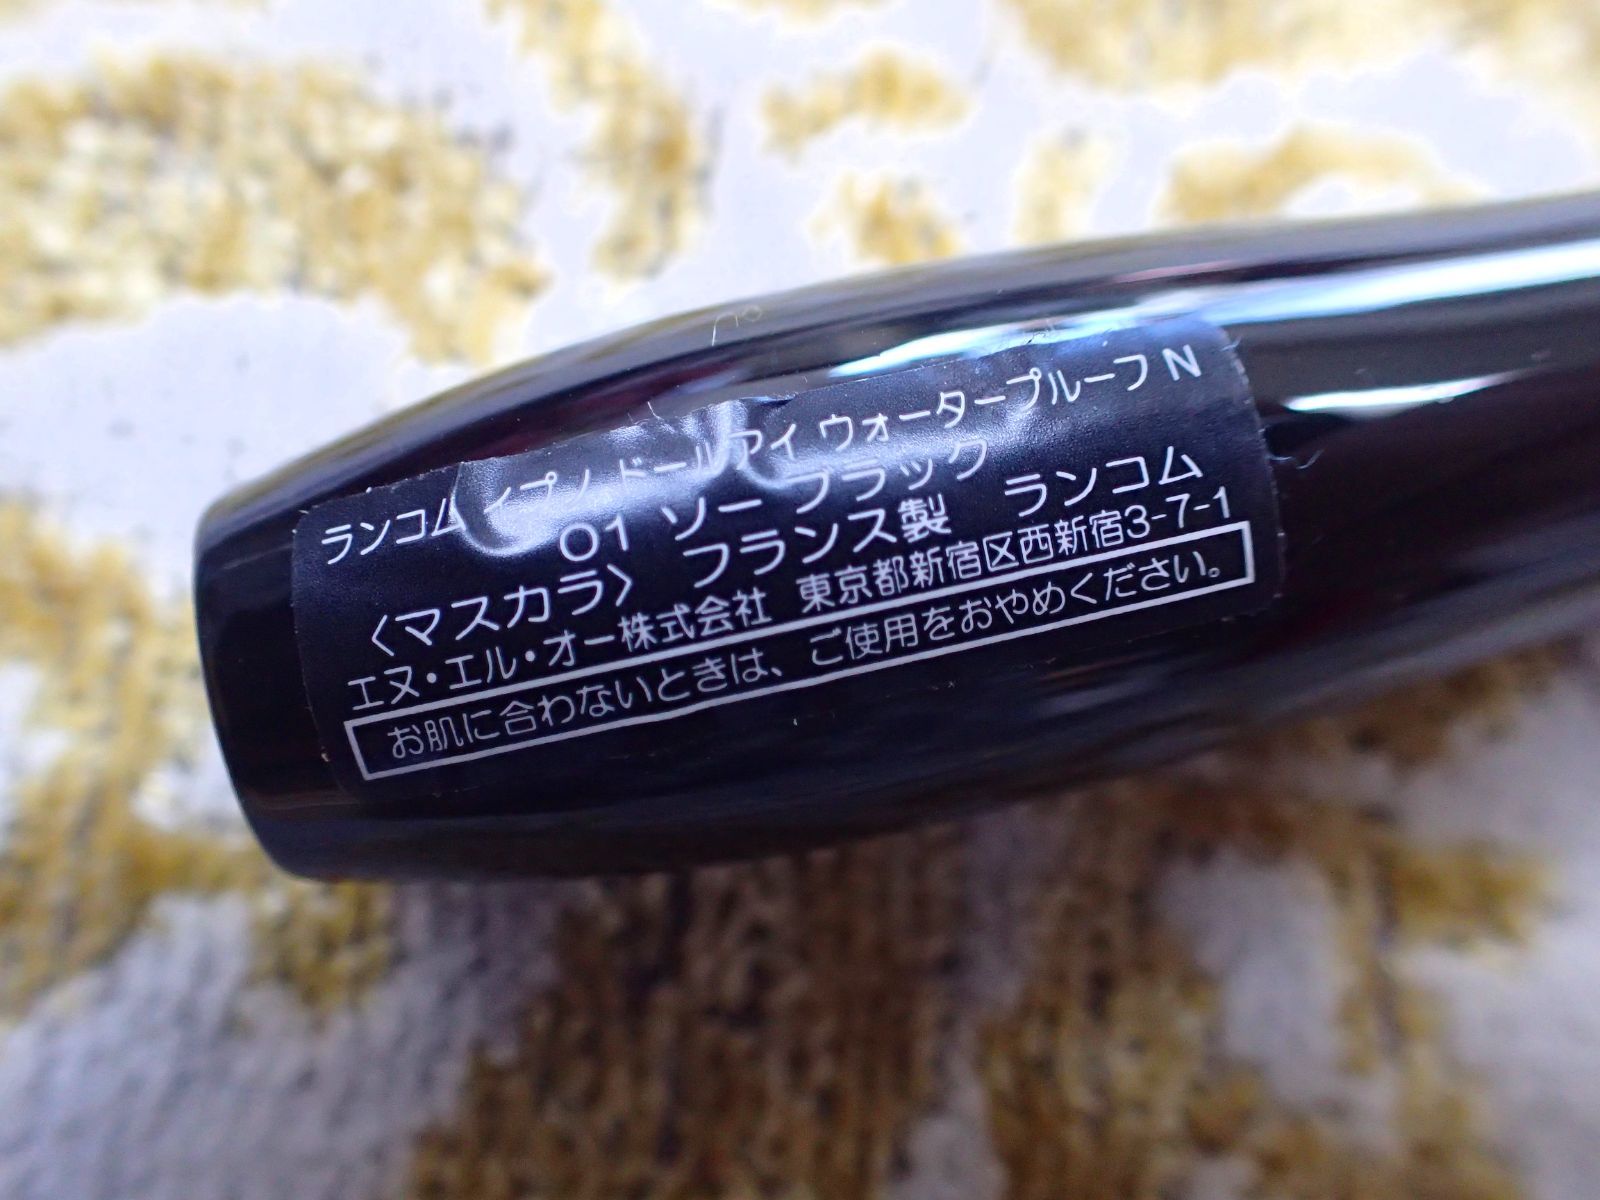 ランコム イプノ ドールアイ ウォータープルーフ N
01 ソー ブラック
〈マスカラ〉 フランス製 ランコム
エヌ・エル・オー株式会社 東京都新宿区西新宿3-7-1
お肌に合わないときは、ご使用をおやめください。